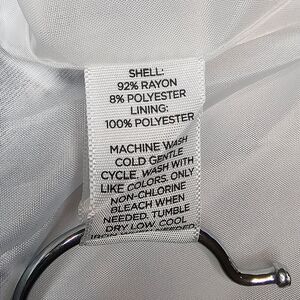 SHELL:
92% RAYON
8% POLYESTER
LINING:
100% POLYESTER
MACHINE WASH
COLD GENTLE
CYCLE. WASH WITH
LIKE COLORS. ONLY
NON-CHLORINE
BLEACH WHEN
NEEDED. TUMBLE
DRY LOW. COOL
IRON